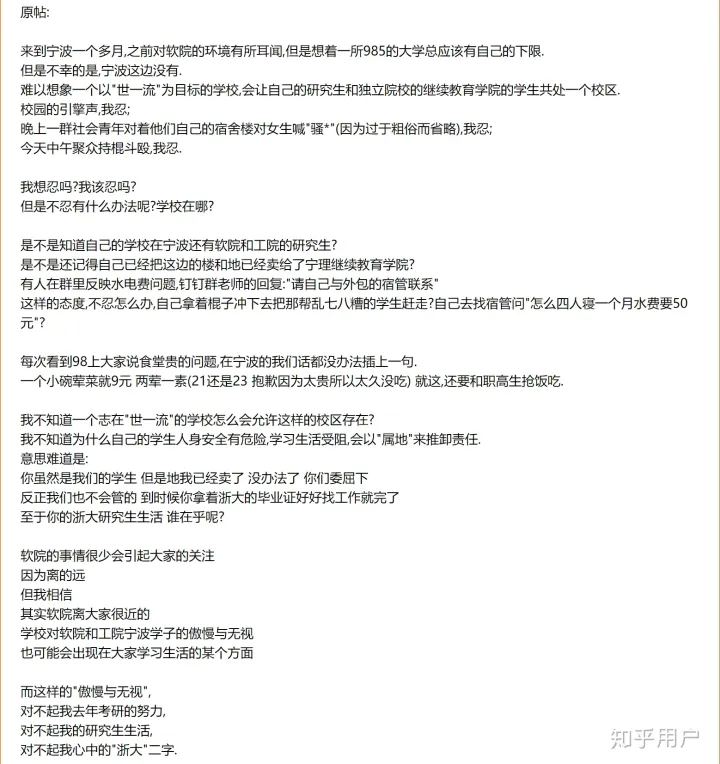 原帖:
来到宁波一个多月,之前对软院的环境有所耳闻,但是想着一所985的大学总应该有自己的下限.
但是不幸的是,宁波这边没有.
难以想象一个以"世一流"为目标的学校,会让自己的研究生和独立院校的继续教育学院的学生共处一个校区.
校园的引擎声,我忍;
晚上一群社会青年对着他们自己的宿舍楼对女生喊"骚*"(因为过于粗俗而省略),我忍;
今天中午聚众持棍斗殴,我忍.
我想忍吗?我该忍吗?
但是不忍有什么办法呢?学校在哪?
是不是知道自己的学校在宁波还有软院和工院的研究生?
是不是还记得自己已经把这边的楼和地已经卖给了宁理继续教育学院?
有人在群里反映水电费问题,钉钉群老师的回复:"请自己与外包的宿管联系"
这样的态度,不忍怎么办,自己拿着棍子冲下去把那帮乱七八糟的学生赶走?自己去找宿管问"怎么四人寝一个月水费要50
元"?
每次看到98上大家说食堂贵的问题,在宁波的我们话都没办法插上一句.
一个小碗荤菜就9元 两荤一素(21还是23 抱歉因为太贵所以太久没吃) 就这,还要和职高生抢饭吃.
我不知道一个志在"世一流"的学校怎么会允许这样的校区存在?
我不知道为什么自己的学生人身安全有危险,学习生活受阻,会以"属地"来推卸责任.
意思难道是:
你虽然是我们的学生 但是地我已经卖了 没办法了 你们委屈下
反正我们也不会管的 到时候你拿着浙大的毕业证好好找工作就完了
至于你的浙大研究生生活 谁在乎呢?
软院的事情很少会引起大家的关注
因为离的远
但我相信
其实软院离大家很近的
学校对软院和工院宁波学子的傲慢与无视
也可能会出现在大家学习生活的某个方面
而这样的"傲慢与无视",
对不起我去年考研的努力,
对不起我的研究生生活,
对不起我心中的"浙大"二字.
知乎用户